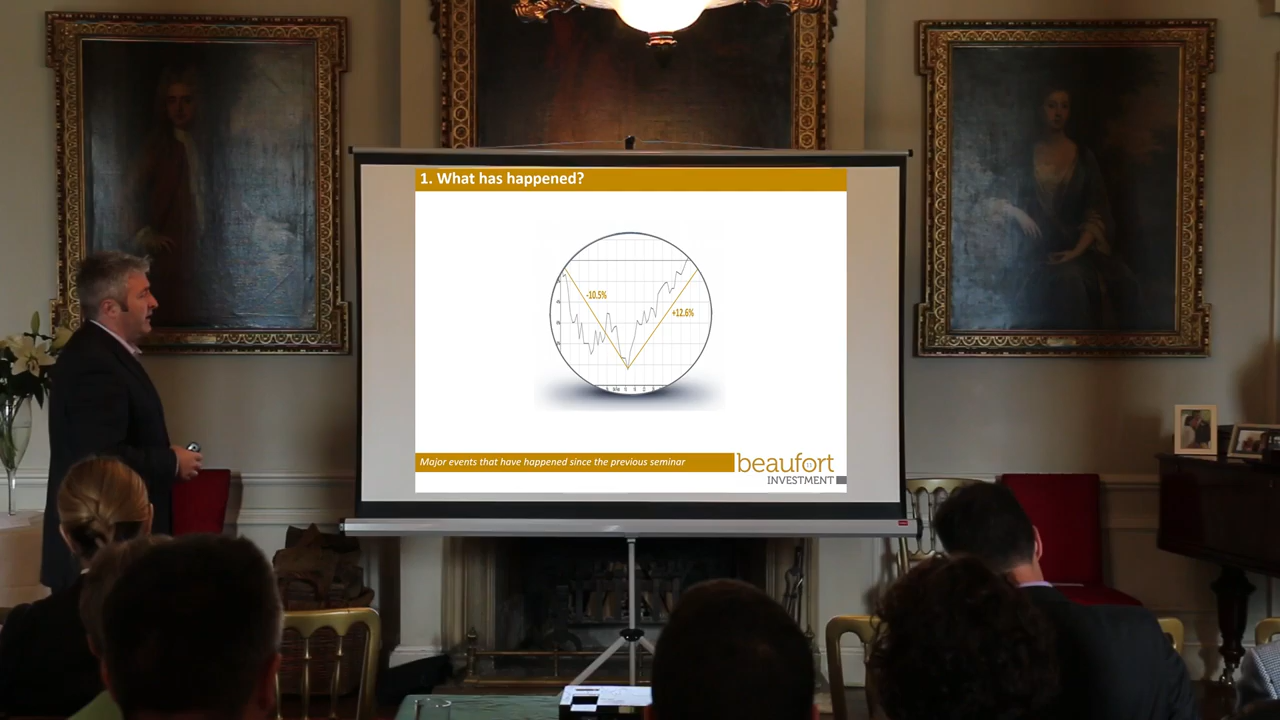 1. What has happened?
-10.5%
+12.6%
Major events that have happened since the previous seminar
beaufort
INVESTMENT